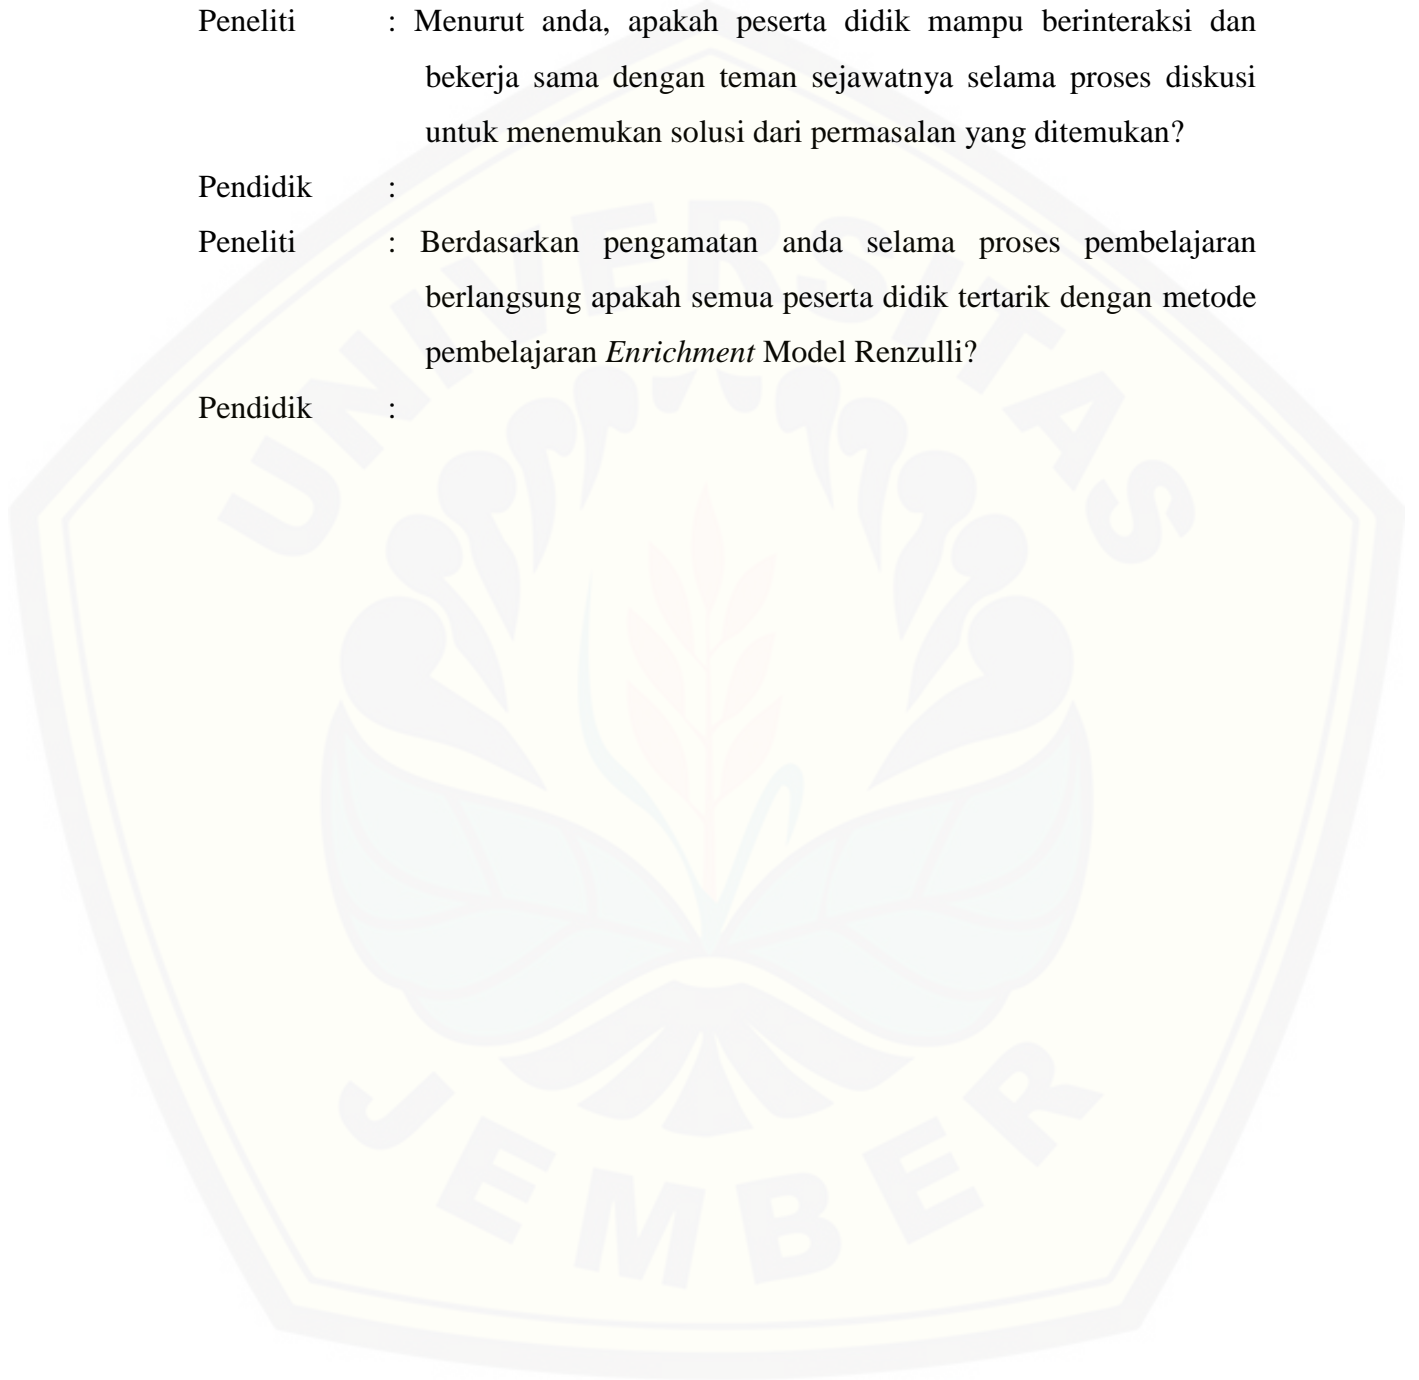 Peneliti : Menurut anda, apakah peserta didik mampu berinteraksi dan
bekerja sama dengan teman sejawatnya selama proses diskusi
untuk menemukan solusi dari permasalan yang ditemukan?
Pendidik :
Peneliti : Berdasarkan pengamatan anda selama proses pembelajaran
berlangsung apakah semua peserta didik tertarik dengan metode
pembelajaran Enrichment Model Renzulli?
Pendidik :
UNIVERSITAS
JEMBER